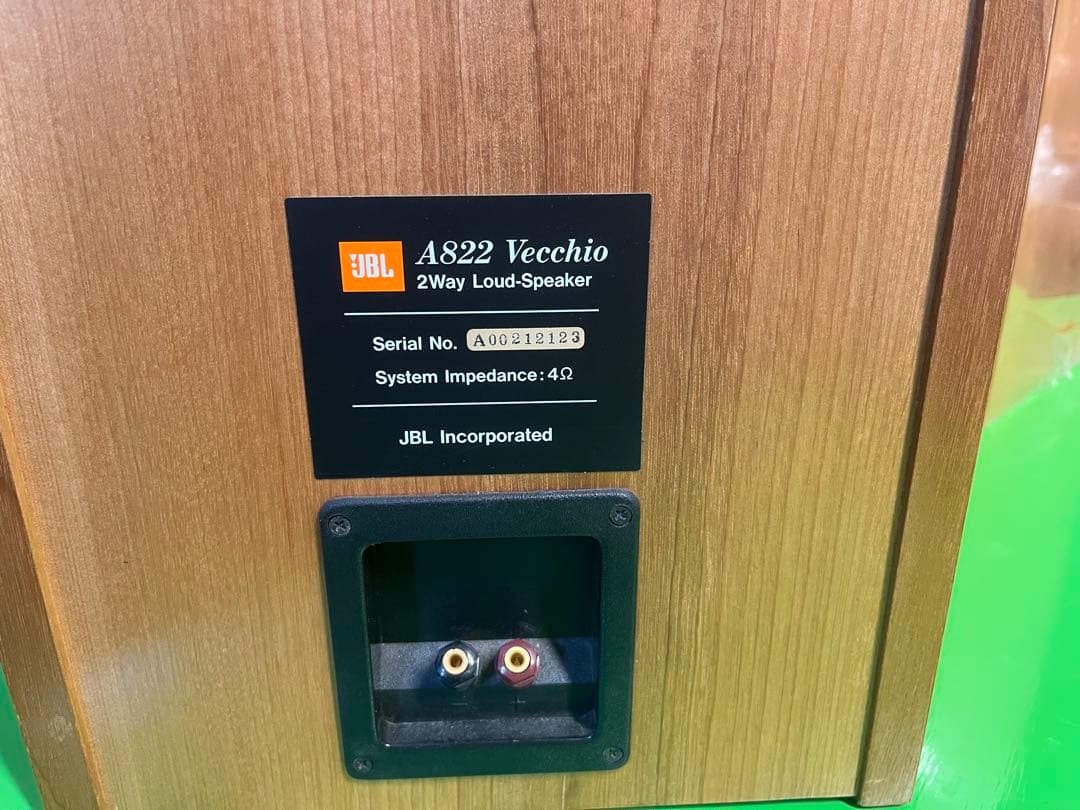 JBL A822 Vecchio
2Way Loud-Speaker
Serial No. A00212123
System Impedance:4Ω
JBL Incorporated
− +